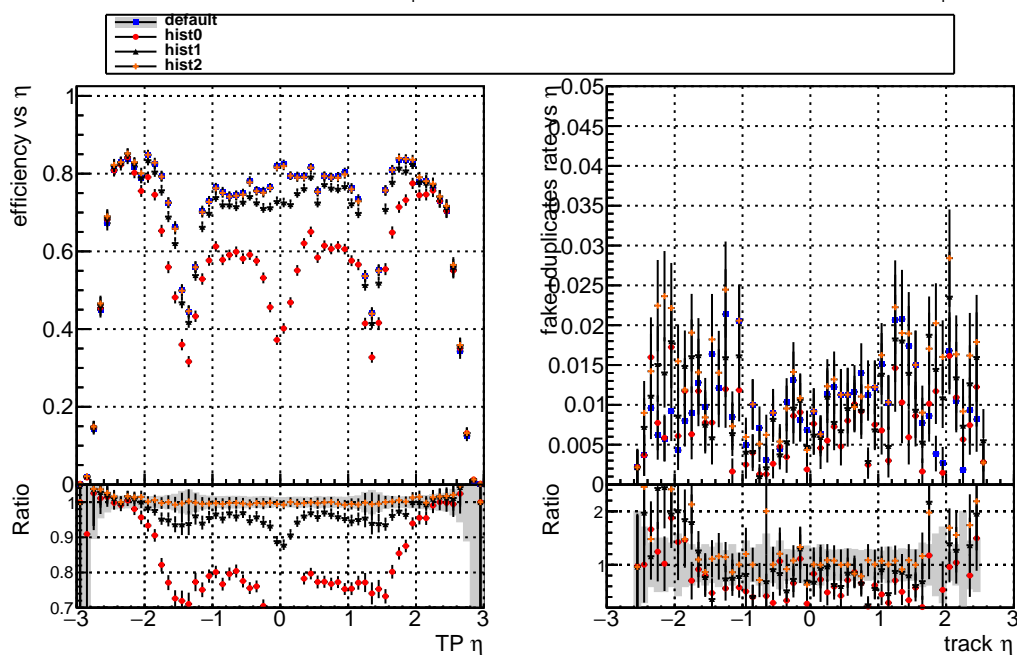 default
hist0
hist1
hist2
efficiency vs η
1
0.8
0.6
0.4
0.2
0
Ratio
1
0.9
0.8
0.7
−3 −2 −1 0 1 2 3
TP η
fake+duplicates rate vs η
0.05
0.045
0.04
0.035
0.03
0.025
0.02
0.015
0.01
0.005
0
Ratio
2
1
−3 −2 −1 0 1 2 3
track η